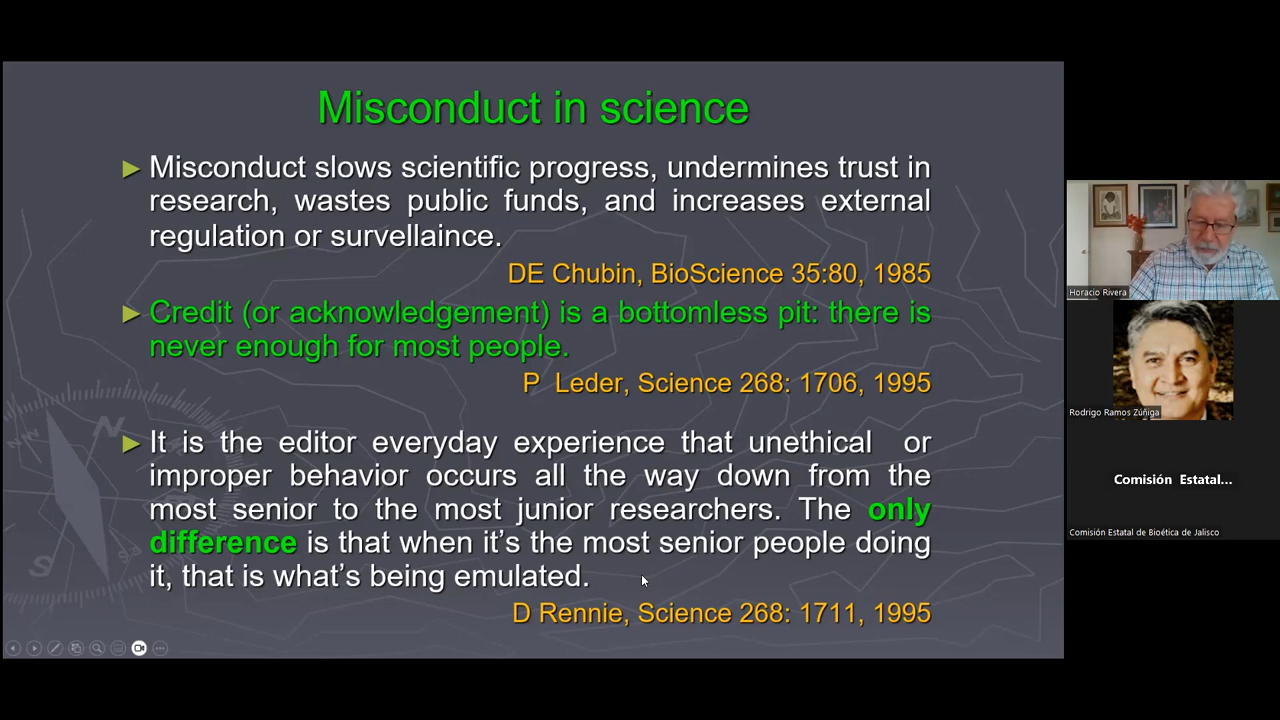 Misconduct in science
► Misconduct slows scientific progress, undermines trust in
research, wastes public funds, and increases external
regulation or survellaince.
DE Chubin, BioScience 35:80, 1985
► Credit (or acknowledgement) is a bottomless pit: there is
never enough for most people.
P Leder, Science 268: 1706, 1995
► It is the editor everyday experience that unethical or
improper behavior occurs all the way down from the
most senior to the most junior researchers. The only
difference is that when it's the most senior people doing
it, that is what's being emulated.
D Rennie, Science 268: 1711, 1995
N
S
Horacio Rivera
Rodrigo Ramos Zúñiga
Comisión Estatal...
Comisión Estatal de Bioética de Jalisco